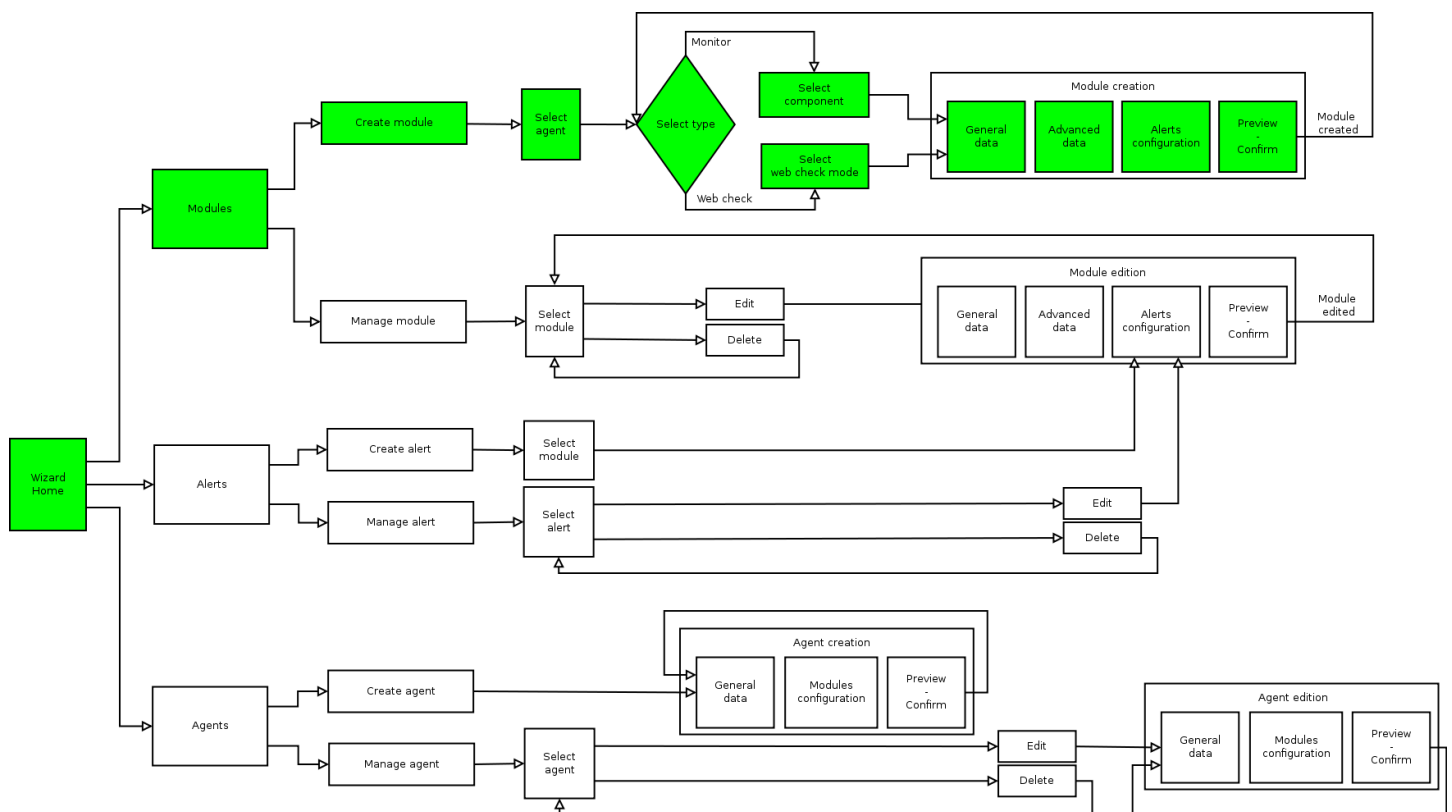 Monitor
Select
component
Module creation
Create module
Select
agent
Select type
General
data
Advanced
data
Alerts
configuration
Preview
-
Confirm
Module
created
Select
web check mode
Web check
Modules
Module edition
Manage module
Select
module
Edit
Delete
General
data
Advanced
data
Alerts
configuration
Preview
-
Confirm
Module
edited
Wizard
Home
Alerts
Create alert
Select
module
Manage alert
Select
alert
Edit
Delete
Agent creation
Agents
Create agent
General
data
Modules
configuration
Preview
-
Confirm
Manage agent
Select
agent
Edit
Delete
Agent edition
General
data
Modules
configuration
Preview
-
Confirm